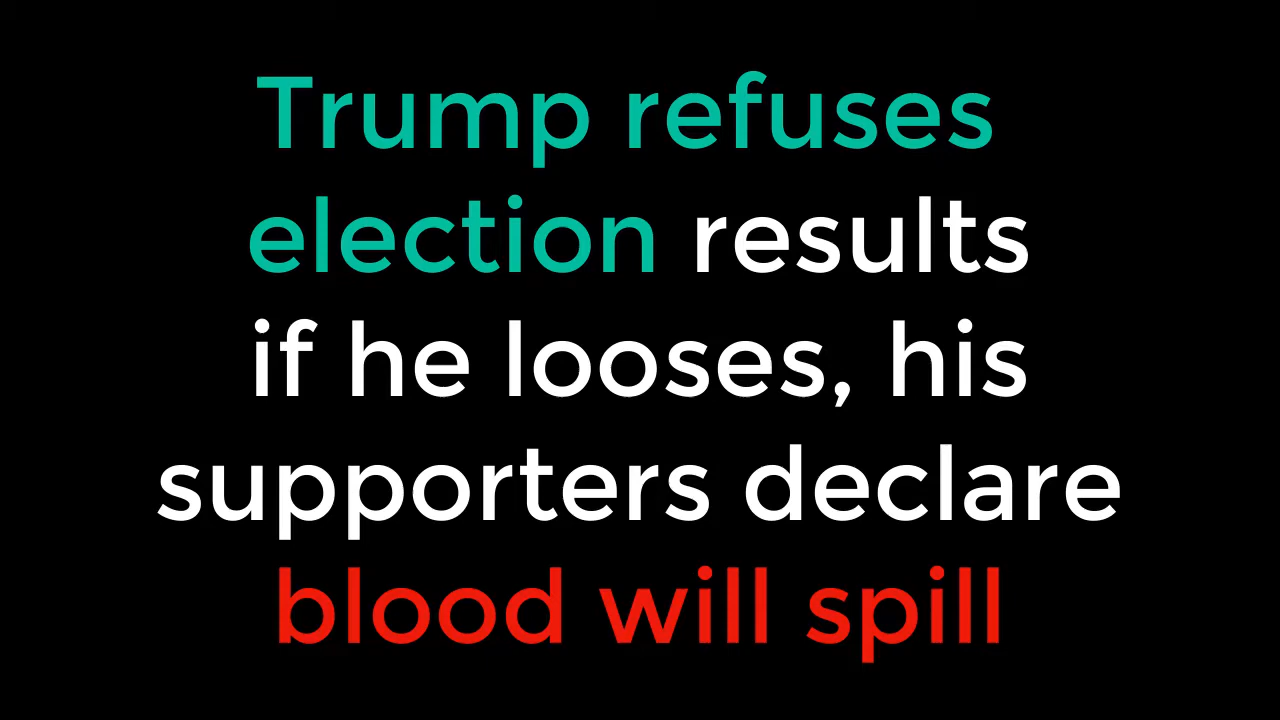 Trump refuses
election results
if he looses, his
supporters declare
blood will spill